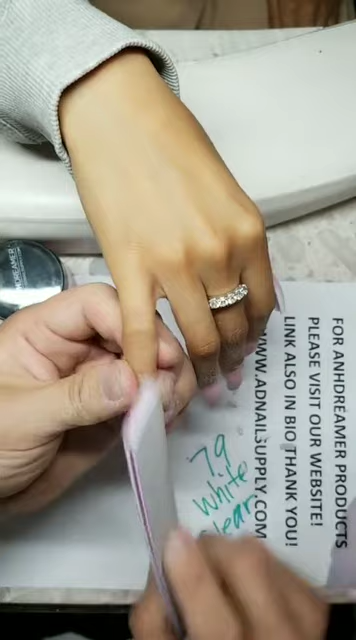 FOR ANHDREAMER PRODUCTS
PLEASE VISIT OUR WEBSITE!
LINK ALSO IN BIO THANK YOU!
WWW.ADNAILSUPPLY.COM
79
white
clear
DREAMER